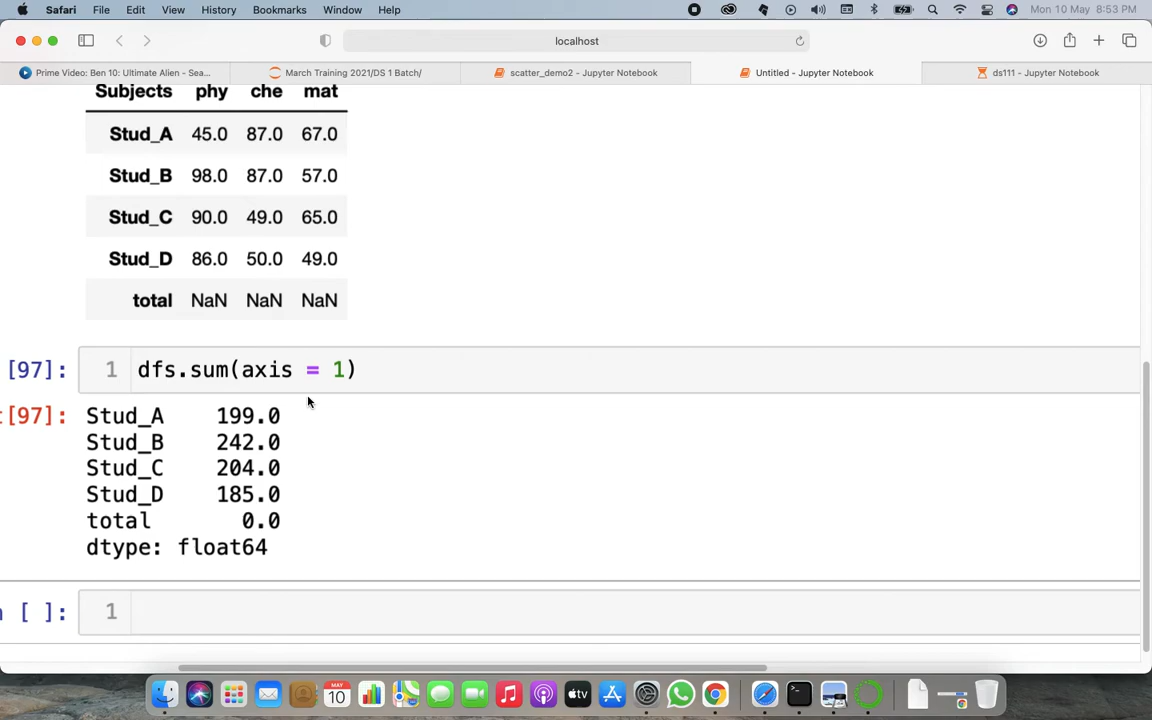 Safari File Edit View History Bookmarks Window Help Mon 10 May 8:53 PM
localhost
Prime Video: Ben 10: Ultimate Alien - Sea... March Training 2021/DS 1 Batch/ scatter_demo2 - Jupyter Notebook Untitled - Jupyter Notebook ds111 - Jupyter Notebook
Subjects phy che mat
Stud_A 45.0 87.0 67.0
Stud_B 98.0 87.0 57.0
Stud_C 90.0 49.0 65.0
Stud_D 86.0 50.0 49.0
total NaN NaN NaN
[97]: 1 dfs.sum(axis = 1)
t[97]: Stud_A 199.0
Stud_B 242.0
Stud_C 204.0
Stud_D 185.0
total 0.0
dtype: float64
n [ ]: 1
MAY
10
tv